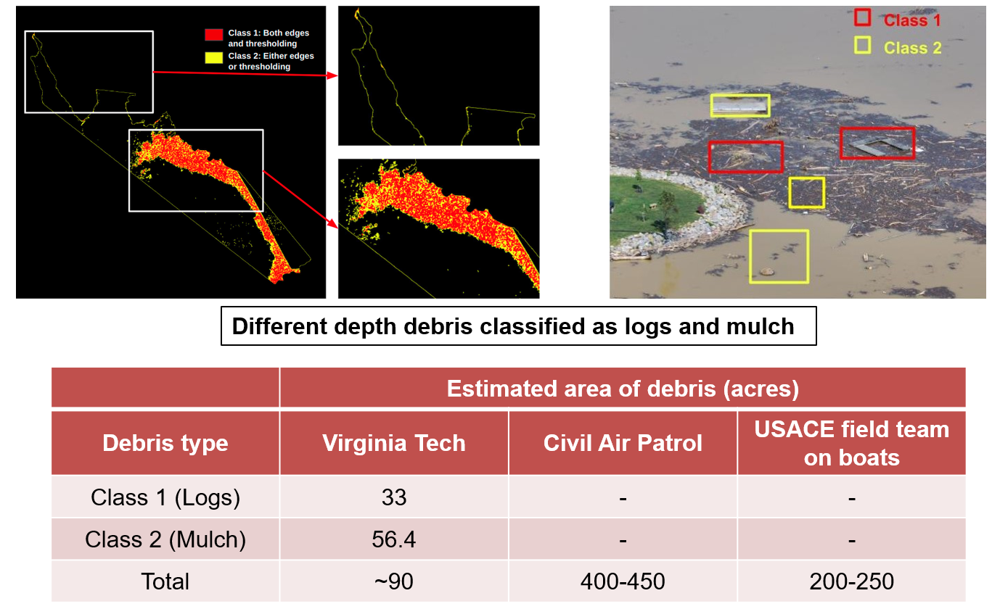 Class 1: Both edges
and thresholding
Class 2: Either edges
or thresholding
Class 1
Class 2
Different depth debris classified as logs and mulch
Estimated area of debris (acres)
Debris type
Virginia Tech
Civil Air Patrol
USACE field team
on boats
Class 1 (Logs)
33
-
-
Class 2 (Mulch)
56.4
-
-
Total
~90
400-450
200-250